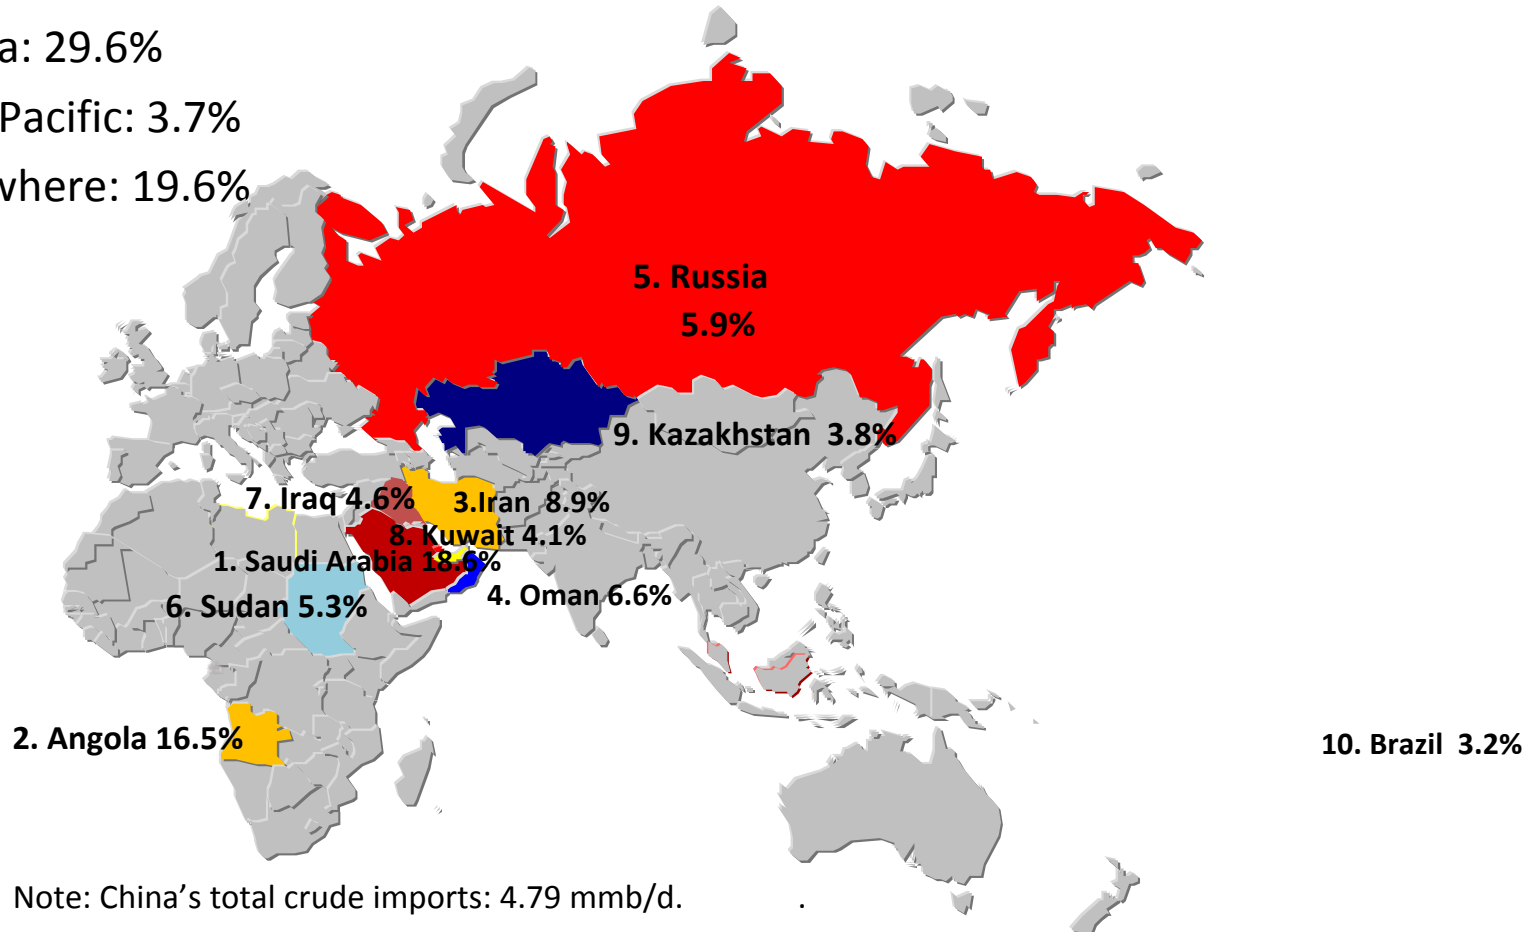 a: 29.6%
Pacific: 3.7%
where: 19.6%
5. Russia
5.9%
9. Kazakhstan 3.8%
7. Iraq 4.6%
3.Iran 8.9%
8. Kuwait 4.1%
1. Saudi Arabia 18.6%
4. Oman 6.6%
6. Sudan 5.3%
2. Angola 16.5%
10. Brazil 3.2%
Note: China’s total crude imports: 4.79 mmb/d. .